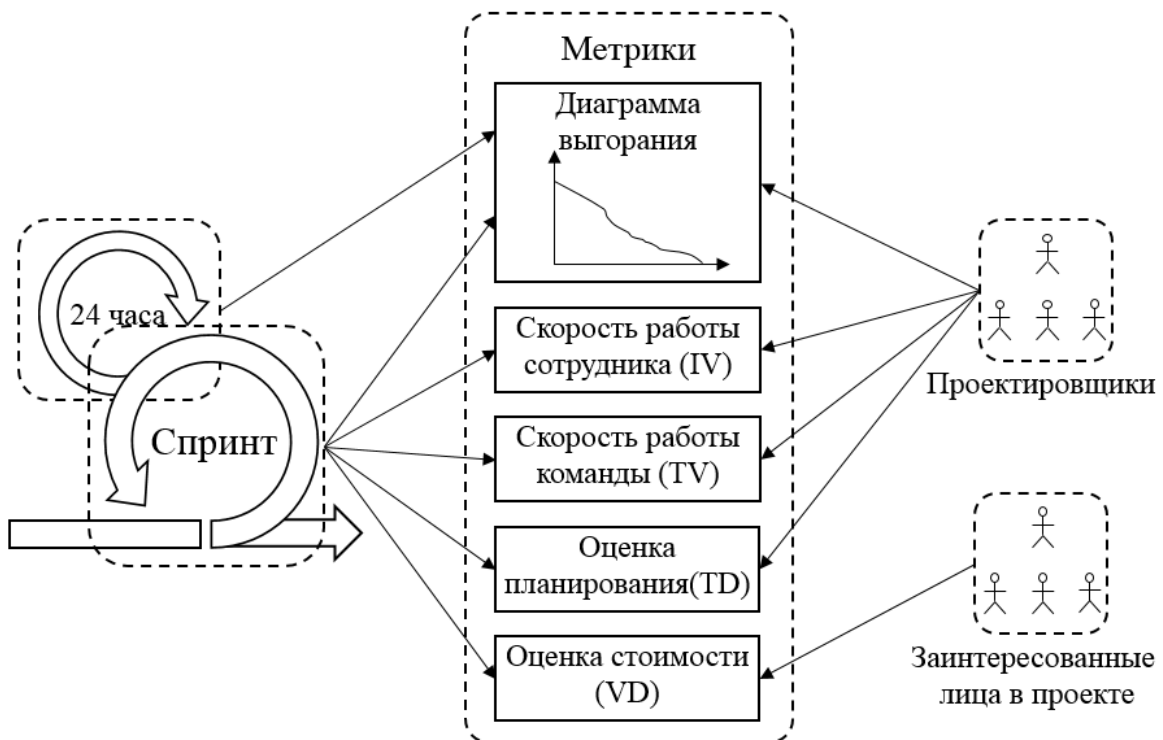 Метрики
Диаграмма
выгорания
24 часа
Спринт
Скорость работы
сотрудника (IV)
Скорость работы
команды (TV)
Оценка
планирования(TD)
Оценка стоимости
(VD)
Проектировщики
Заинтересованные
лица в проекте